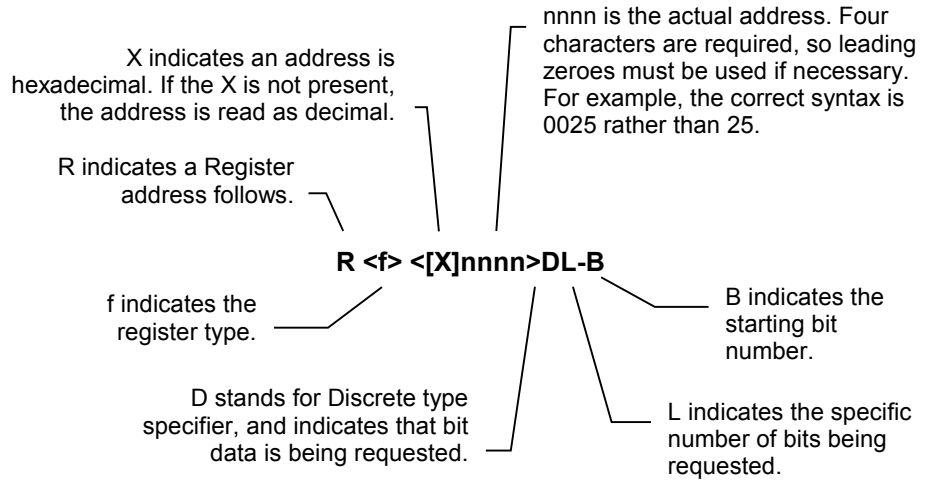 nnnn is the actual address. Four
characters are required, so leading
zeroes must be used if necessary.
For example, the correct syntax is
0025 rather than 25.
X indicates an address is
hexadecimal. If the X is not present,
the address is read as decimal.
R indicates a Register
address follows.
R <f> <[X]nnnn>DL-B
f indicates the
register type.
B indicates the
starting bit
number.
D stands for Discrete type
specifier, and indicates that bit
data is being requested.
L indicates the specific
number of bits being
requested.